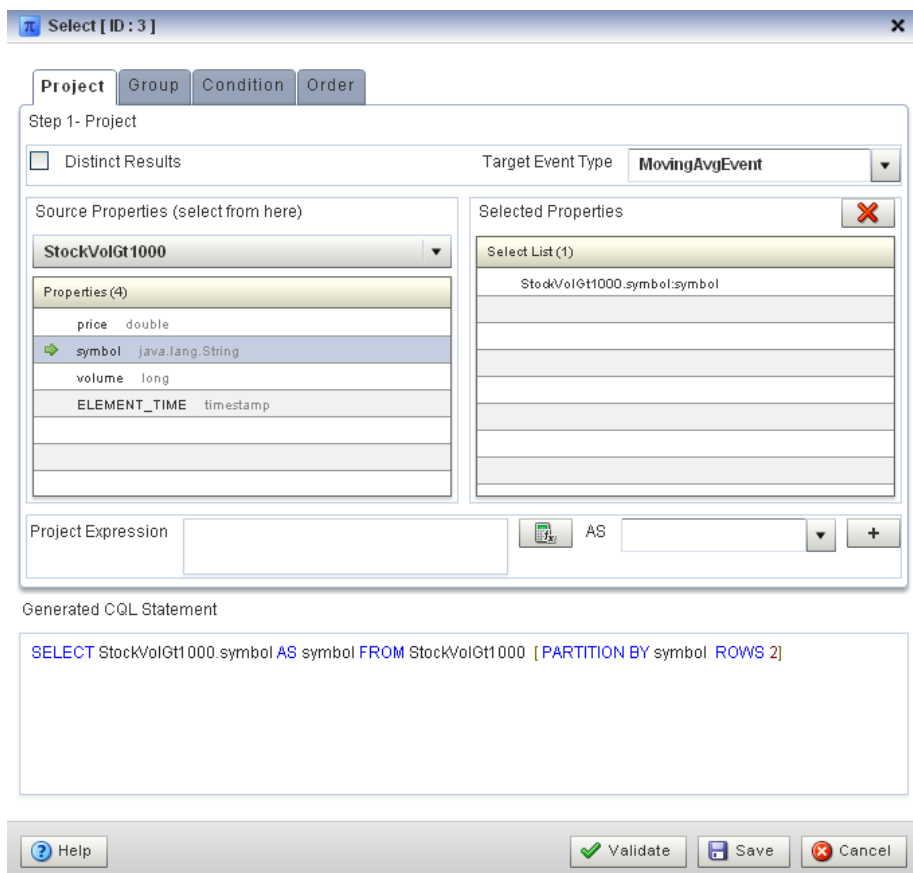 π Select [ ID : 3 ]
Project Group Condition Order
Step 1- Project
Distinct Results Target Event Type MovingAvgEvent
Source Properties (select from here) Selected Properties
StockVolGt1000 Select List (1)
Properties (4) StockVolGt1000.symbol:symbol
price double
symbol java.lang.String
volume long
ELEMENT_TIME timestamp
Project Expression fx AS +
Generated CQL Statement
SELECT StockVolGt1000.symbol AS symbol FROM StockVolGt1000 [ PARTITION BY symbol ROWS 2]
? Help Validate Save Cancel